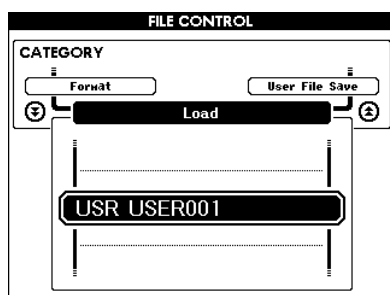 FILE CONTROL
CATEGORY
Format
User File Save
Load
USR USER001